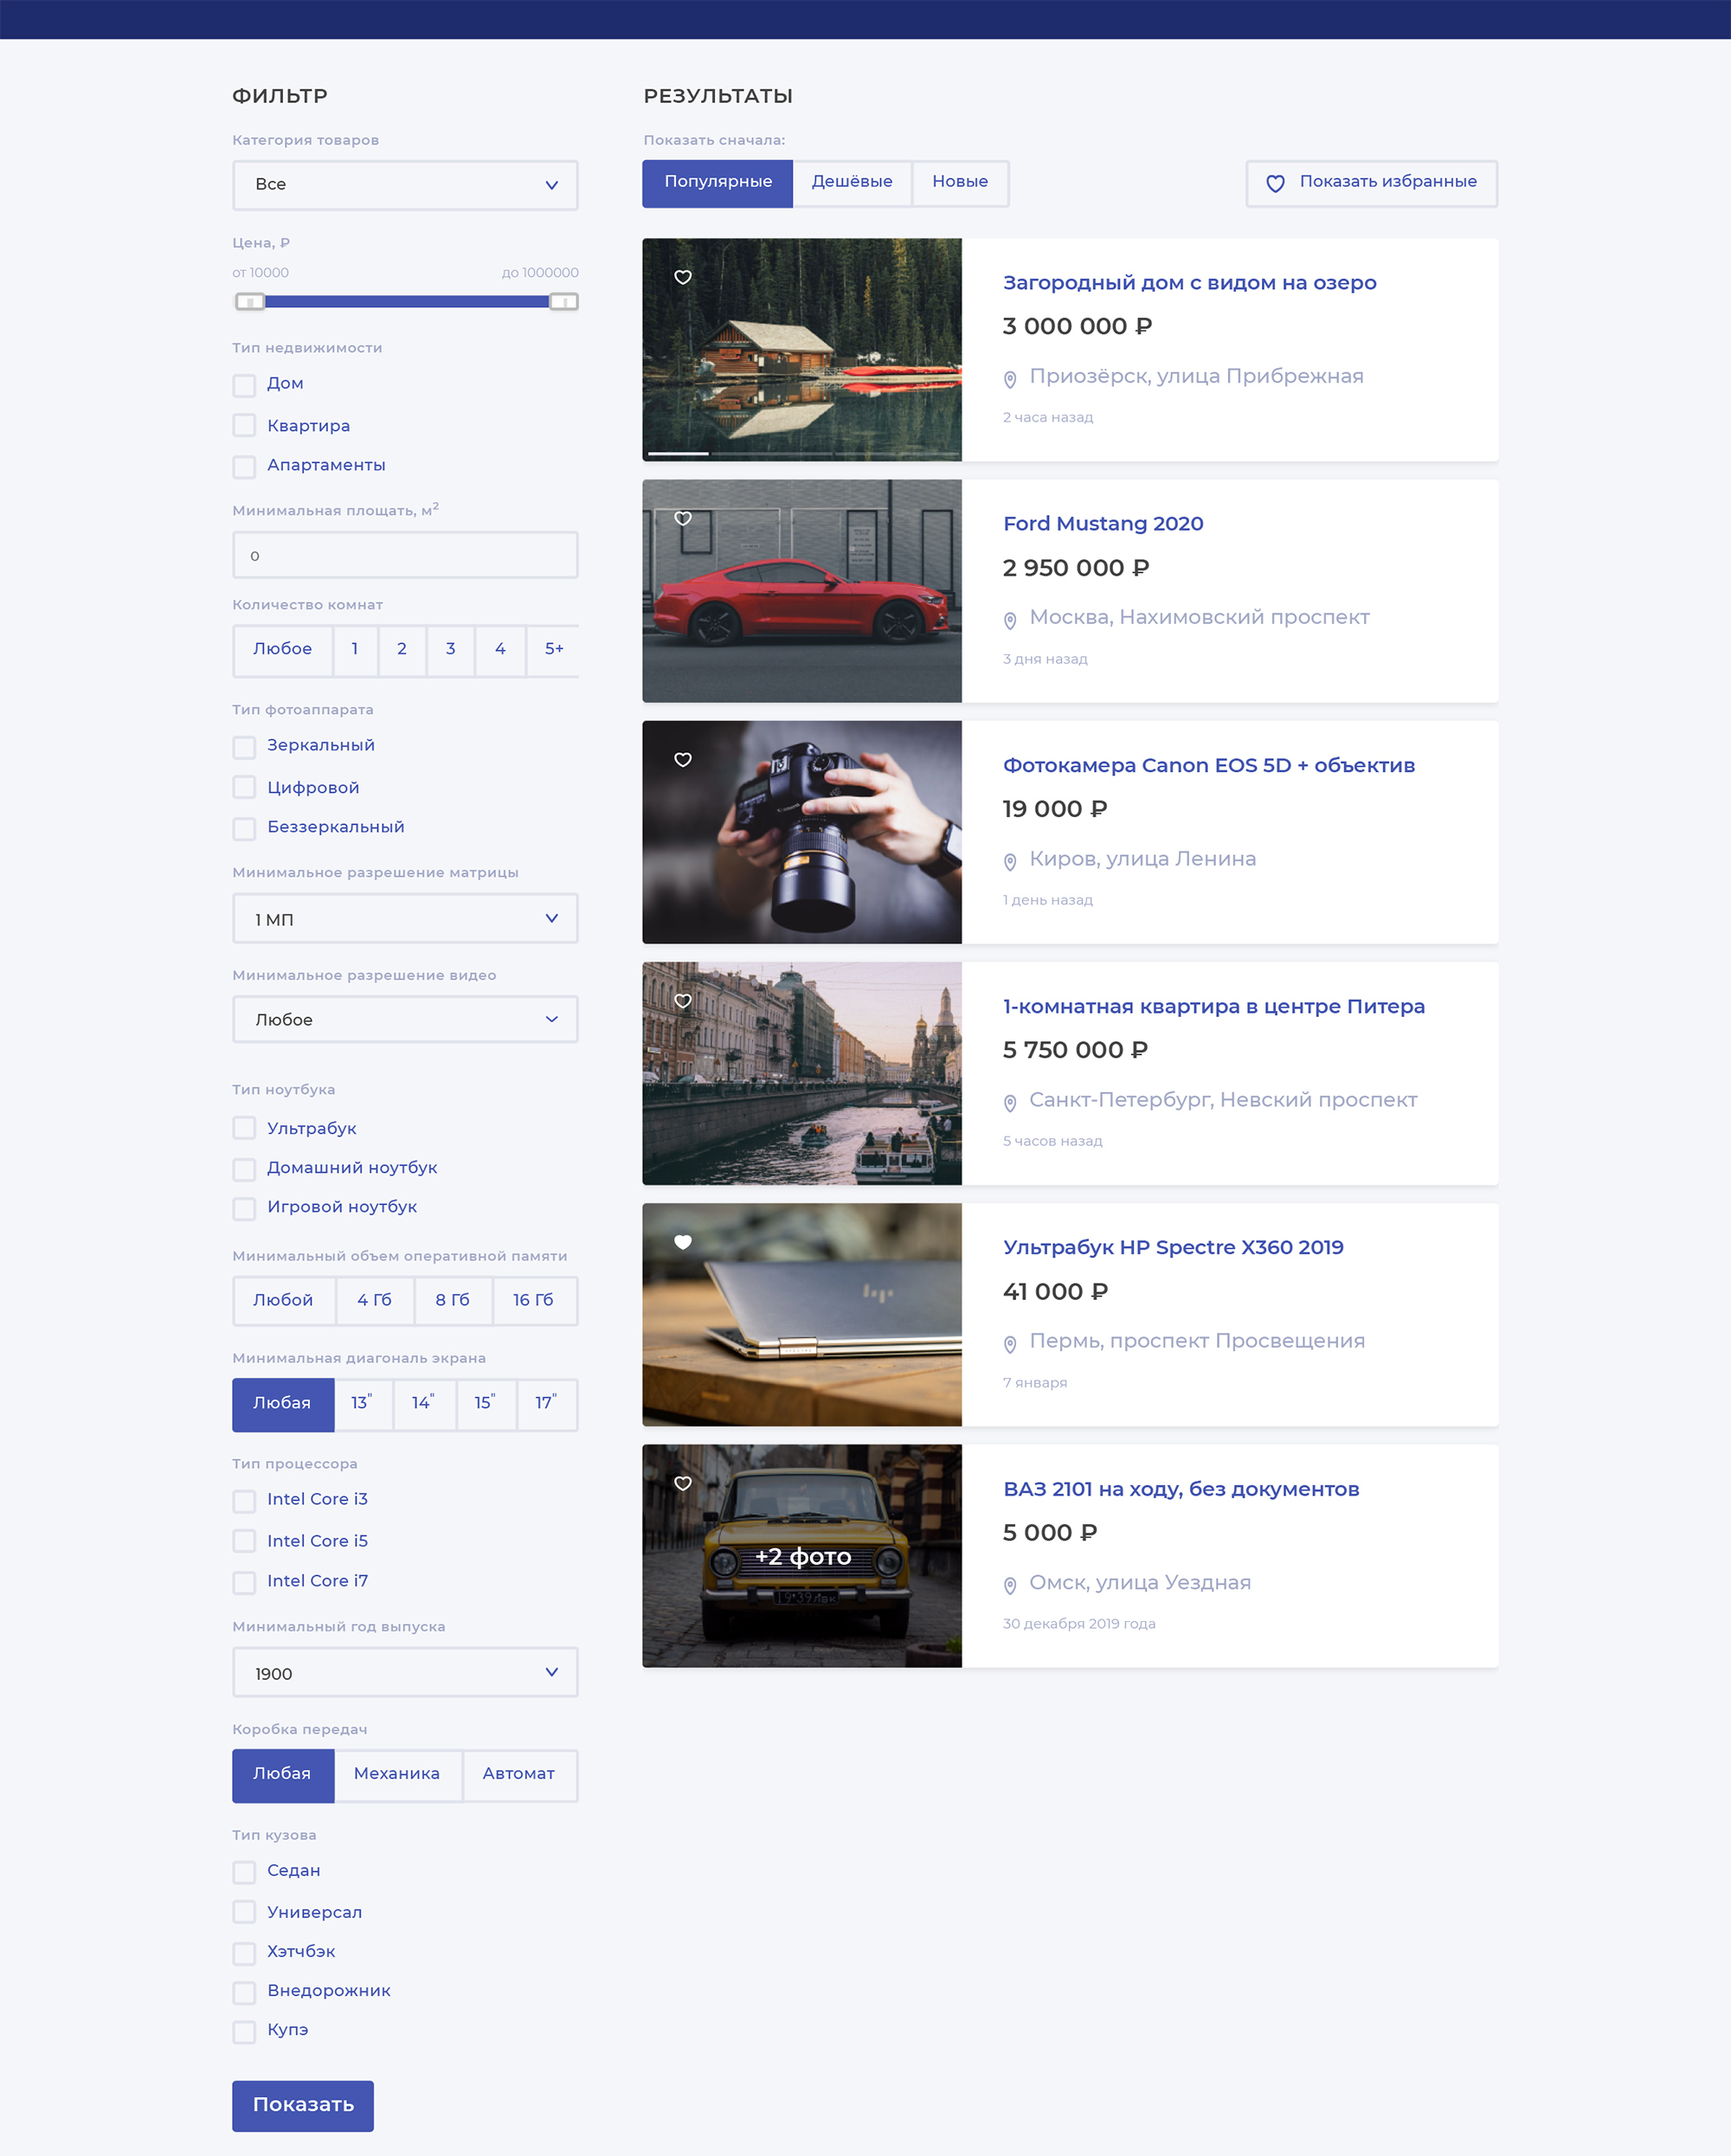 ФИЛЬТР
Категория товаров
Все
Цена, ₽
от 10000 до 1000000
Тип недвижимости
Дом
Квартира
Апартаменты
Минимальная площать, м²
0
Количество комнат
Любое 1 2 3 4 5+
Тип фотоаппарата
Зеркальный
Цифровой
Беззеркальный
Минимальное разрешение матрицы
1 МП
Минимальное разрешение видео
Любое
Тип ноутбука
Ультрабук
Домашний ноутбук
Игровой ноутбук
Минимальный объем оперативной памяти
Любой 4 Гб 8 Гб 16 Гб
Минимальная диагональ экрана
Любая 13" 14" 15" 17"
Тип процессора
Intel Core i3
Intel Core i5
Intel Core i7
Минимальный год выпуска
1900
Коробка передач
Любая Механика Автомат
Тип кузова
Седан
Универсал
Хэтчбэк
Внедорожник
Купэ
Показать
РЕЗУЛЬТАТЫ
Показать сначала:
Популярные Дешёвые Новые
Показать избранные
Загородный дом с видом на озеро
3 000 000 ₽
Приозёрск, улица Прибрежная
2 часа назад
Ford Mustang 2020
2 950 000 ₽
Москва, Нахимовский проспект
3 дня назад
Фотокамера Canon EOS 5D + объектив
19 000 ₽
Киров, улица Ленина
1 день назад
1-комнатная квартира в центре Питера
5 750 000 ₽
Санкт-Петербург, Невский проспект
5 часов назад
hp
Ультрабук HP Spectre X360 2019
41 000 ₽
Пермь, проспект Просвещения
7 января
+2 фото
ВАЗ 2101 на ходу, без документов
5 000 ₽
Омск, улица Уездная
30 декабря 2019 года